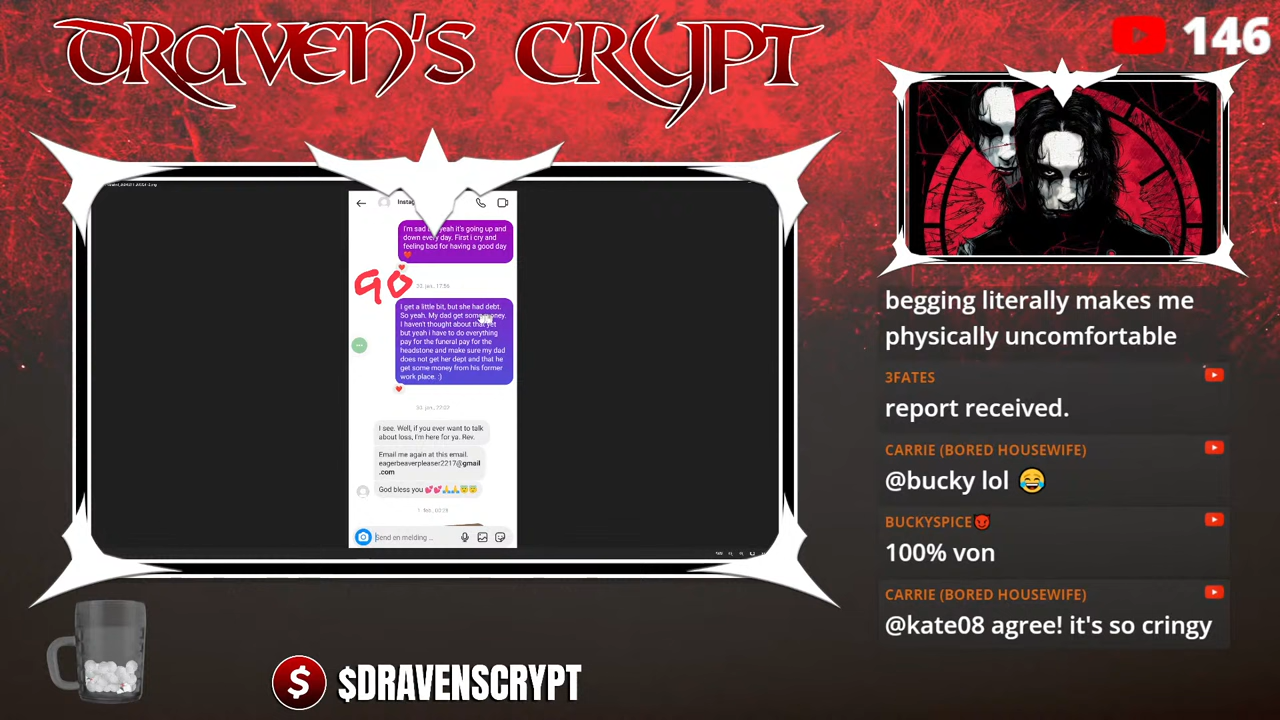 DRAVEN'S CRYPT
146
I'm sad
yeah it's going up and
down every day. First i cry and
feeling bad for having a good day
90
I get a little bit, but she had debt.
So yeah. My dad get some money.
I haven't thought about that yet
but yeah i have to do everything
pay for the funeral pay for the
headstone and make sure my dad
does not get her dept and that he
get some money from his former
work place. :)
I see. Well, if you ever want to talk
about loss, I'm here for ya. Rev.
Email me again at this email.
eagerbeaverpleaser2217@gmail
.com
God bless you 💕💕🙏🙏😇😇
Send en melding ...
begging literally makes me
physically uncomfortable
3FATES
report received.
CARRIE (BORED HOUSEWIFE)
@bucky lol 😂
BUCKYSPICE😈
100% von
CARRIE (BORED HOUSEWIFE)
@kate08 agree! it's so cringy
$ $DRAVENSCRYPT